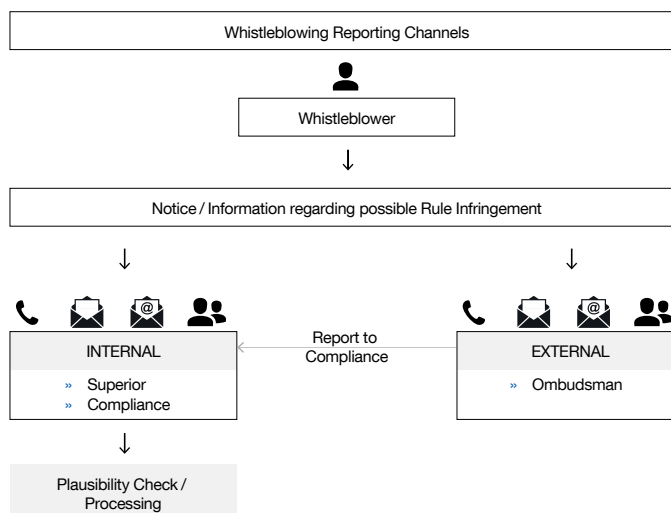 Whistleblowing Reporting Channels
Whistleblower
Notice / Information regarding possible Rule Infringement
@
@
INTERNAL
» Superior
» Compliance
Report to
Compliance
EXTERNAL
» Ombudsman
Plausibility Check /
Processing